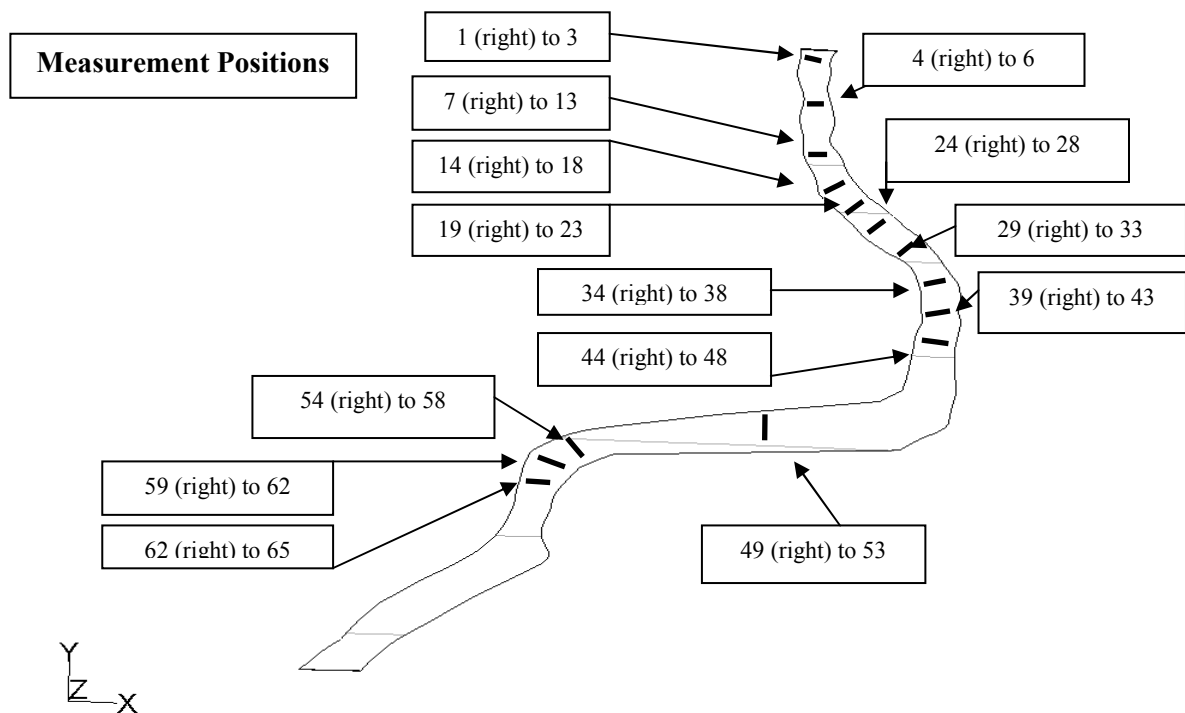 Measurement Positions
1 (right) to 3
4 (right) to 6
7 (right) to 13
24 (right) to 28
14 (right) to 18
19 (right) to 23
29 (right) to 33
34 (right) to 38
39 (right) to 43
44 (right) to 48
54 (right) to 58
59 (right) to 62
62 (right) to 65
49 (right) to 53
Y
Z
X